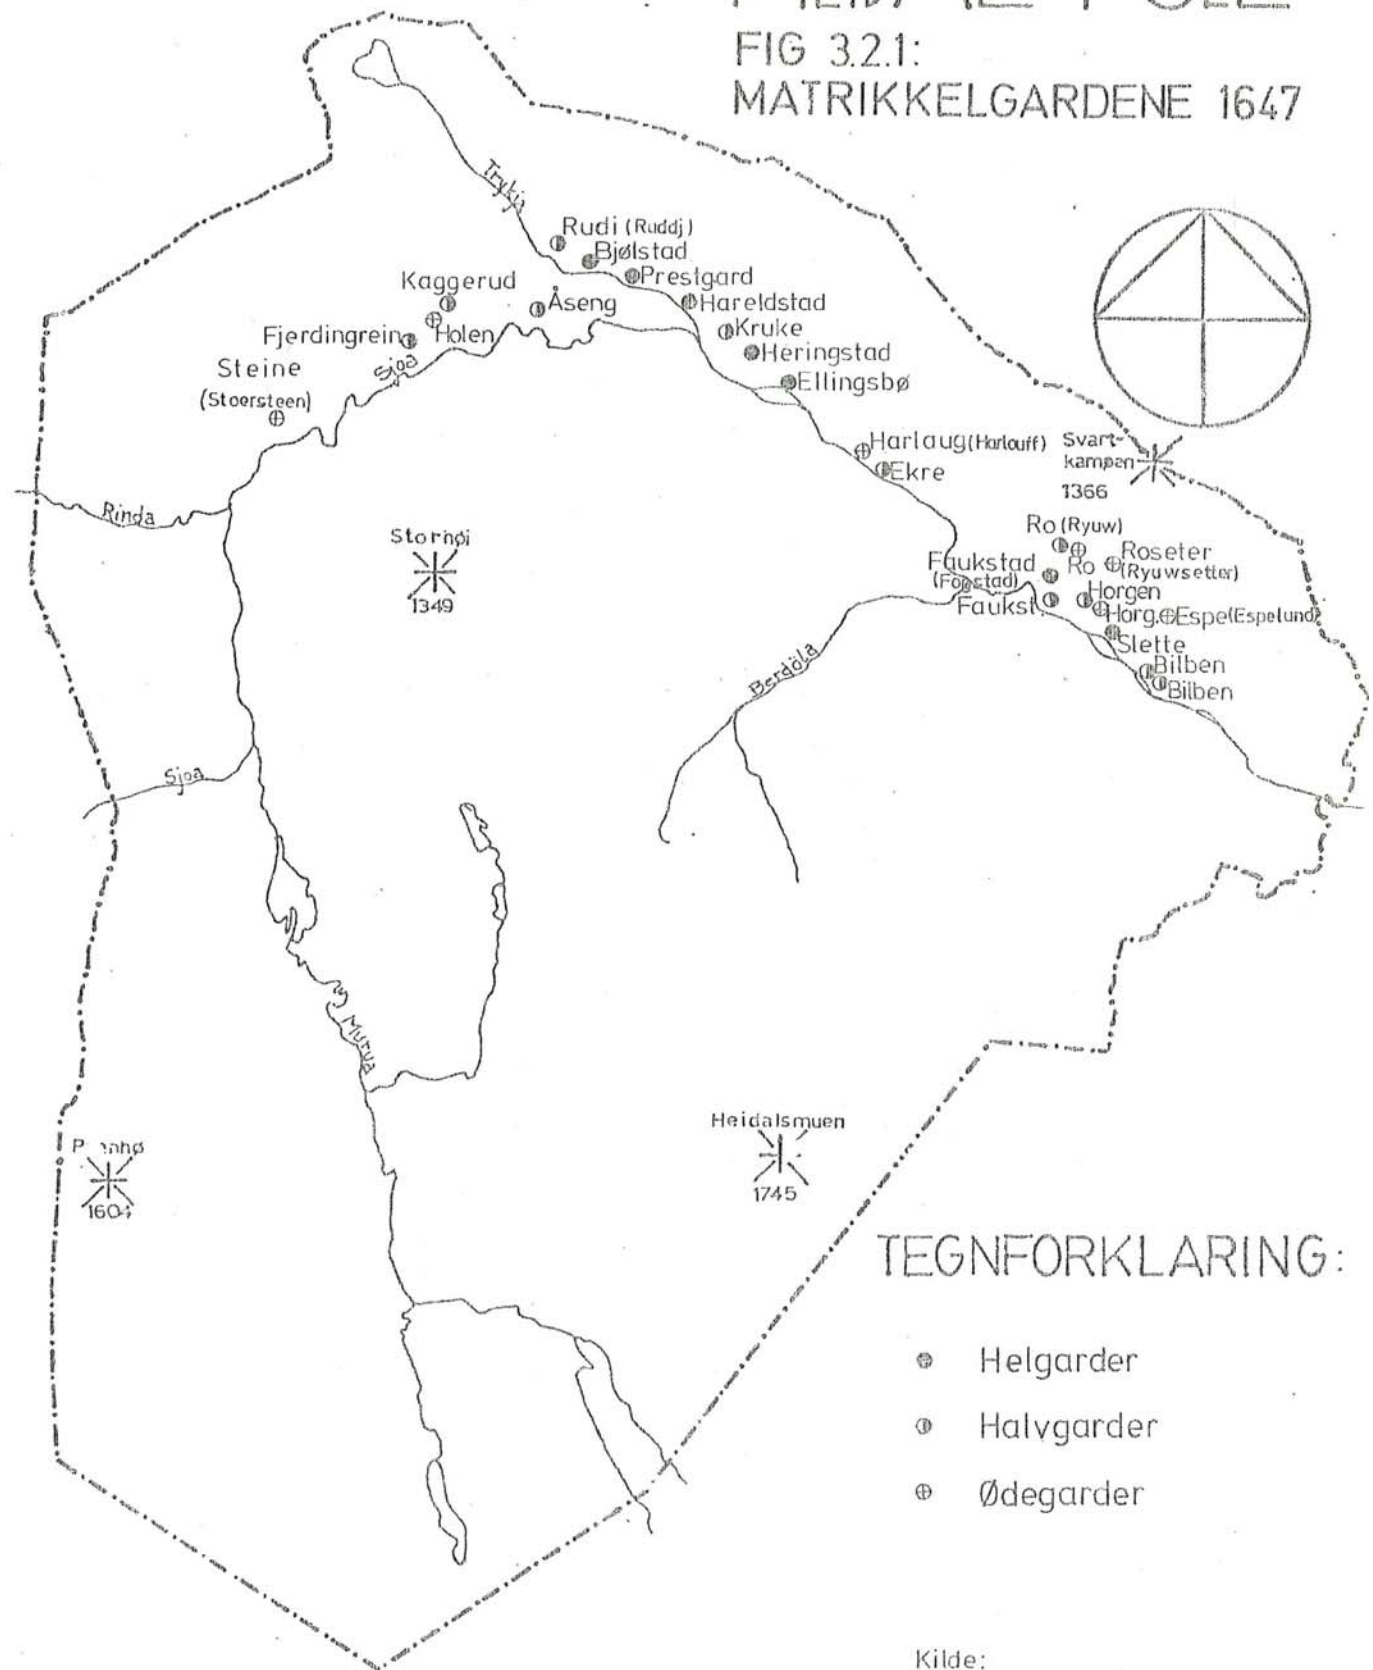 FIG 3.2.1:
MATRIKKELGARDENE 1647
Trykja
Rudi (Ruddj)
Bjølstad
Prestgard
Kaggerud
Hareldstad
Åseng
Kruke
Fjerdingrein
Holen
Heringstad
Sjoa
Steine
Ellingsbø
(Stoersteen)
Harlaug (Harlouff)
Svart-
kampen
1366
Ekre
Rinda
Storhøi
1349
Ro (Ryuw)
Ro
Roseter
(Ryuwsetter)
Faukstad
(Fogstad)
Faukst.
Horgen
Horg.
Espe (Espelund)
Slette
Bilben
Bilben
Berdøla
Sjoa
Murua
Heidalsmuen
1745
1604
TEGNFORKLARING:
Helgarder
Halvgarder
Ødegarder
Kilde: